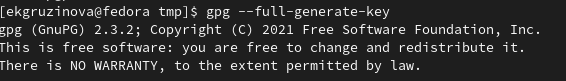 [ekgruzinova@fedora tmp]$ gpg --full-generate-key
gpg (GnuPG) 2.3.2; Copyright (C) 2021 Free Software Foundation, Inc.
This is free software: you are free to change and redistribute it.
There is NO WARRANTY, to the extent permitted by law.